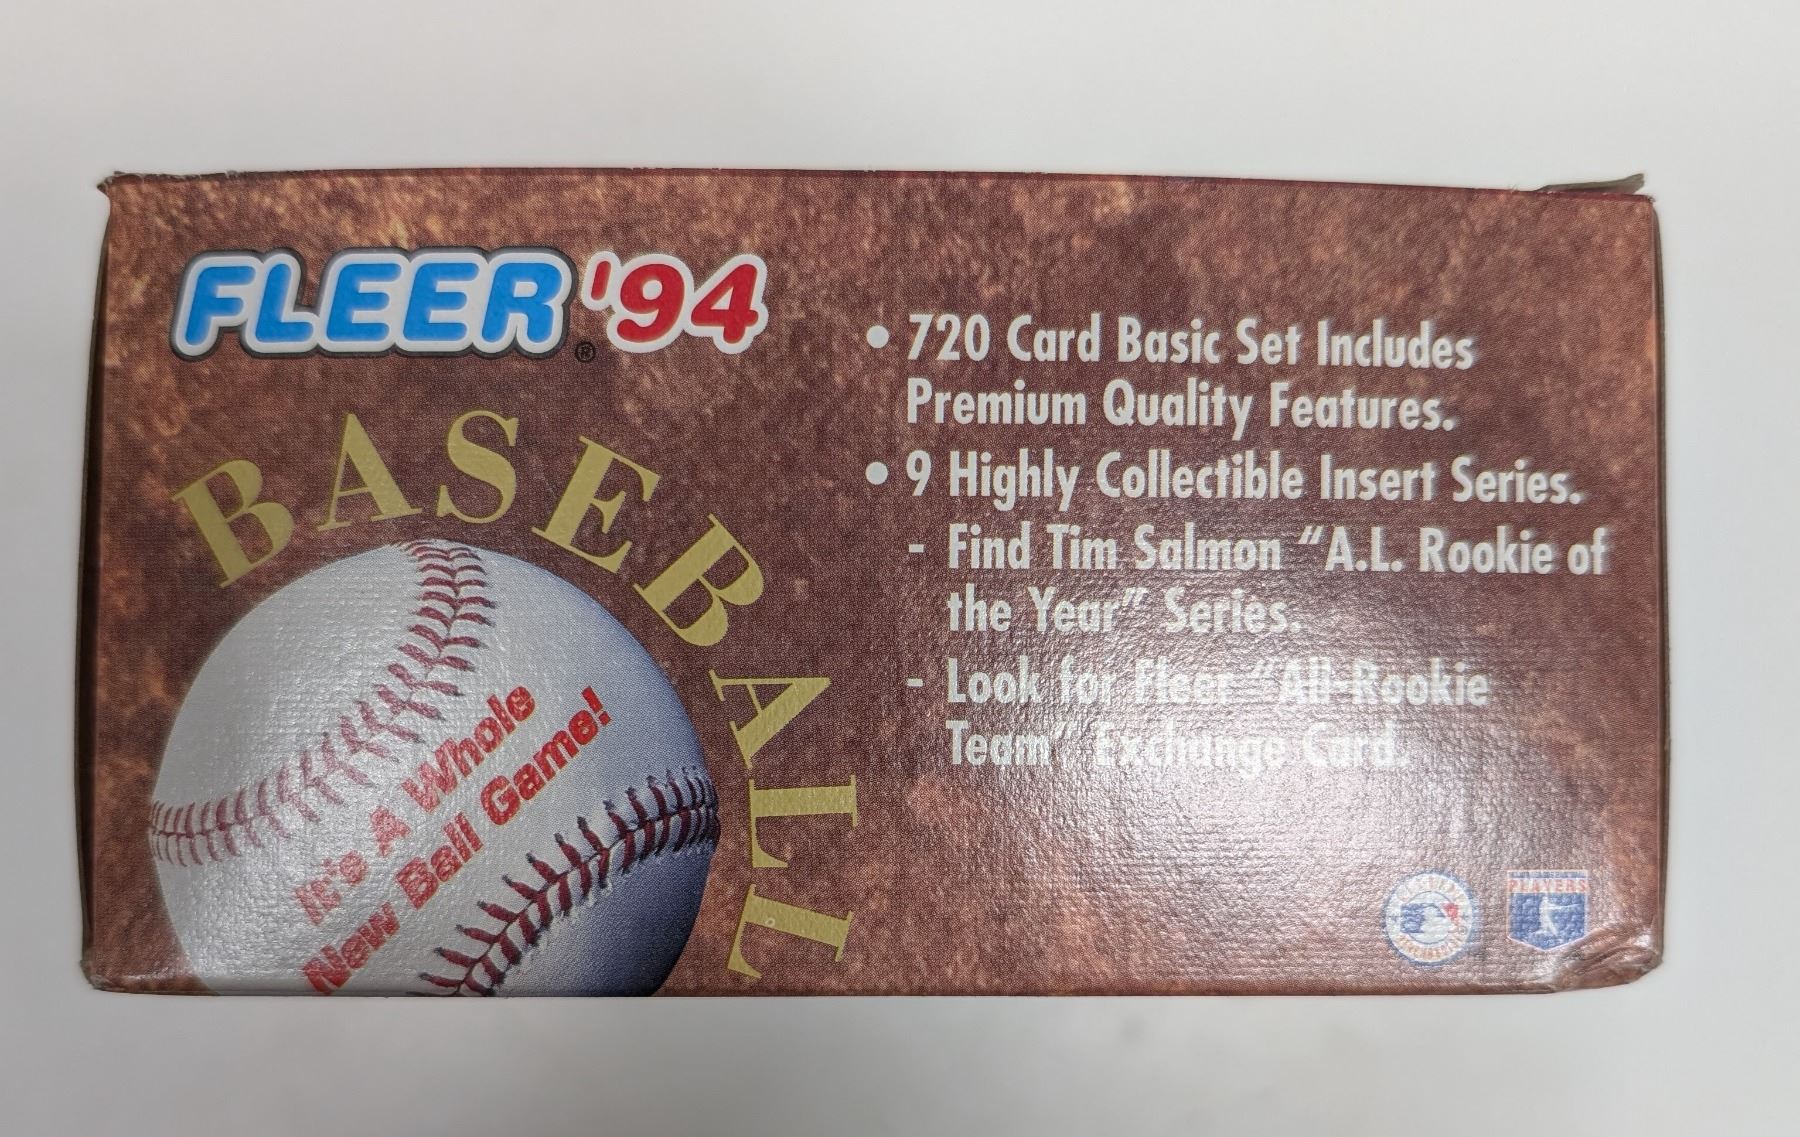 FLEER® '94
BASEBALL
It's A Whole
New Ball Game!
• 720 Card Basic Set Includes
Premium Quality Features.
• 9 Highly Collectible Insert Series.
- Find Tim Salmon "A.L. Rookie of
the Year" Series.
- Look for Fleer "All-Rookie
Team" Exchange Card.
PLAYERS